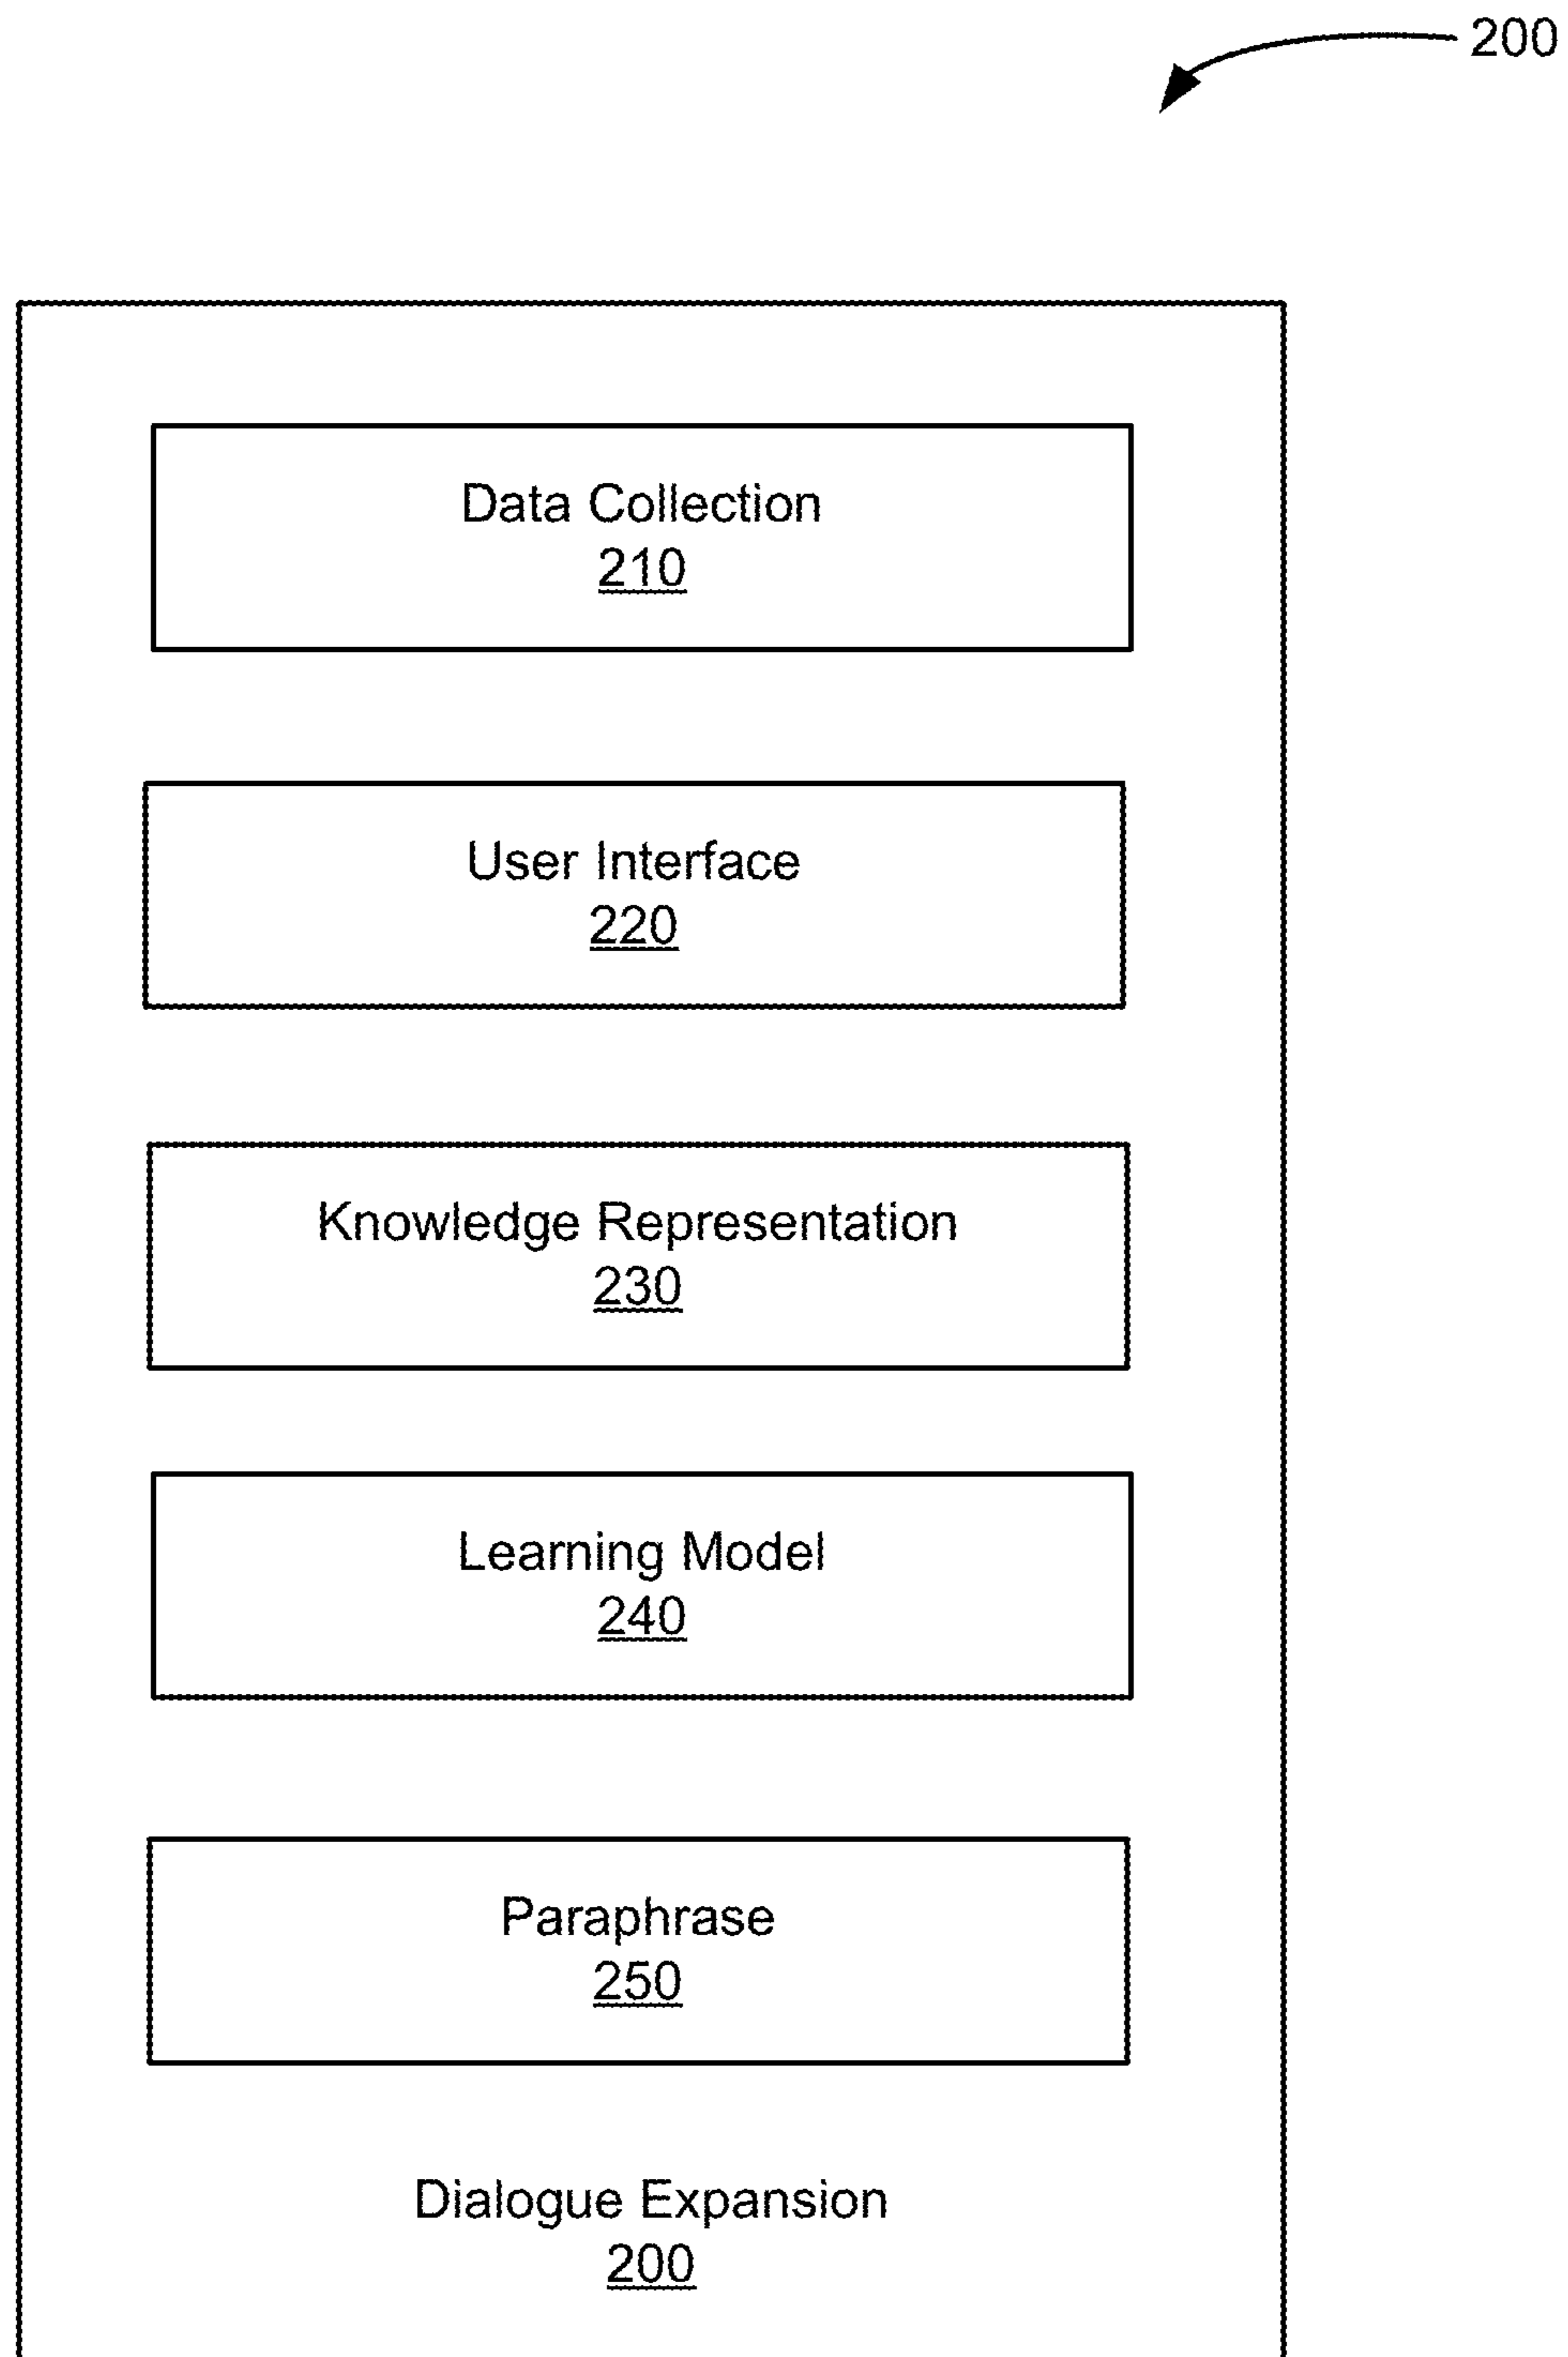 200
Data Collection
210
User Interface
220
Knowledge Representation
230
Learning Model
240
Paraphrase
250
Dialogue Expansion
200